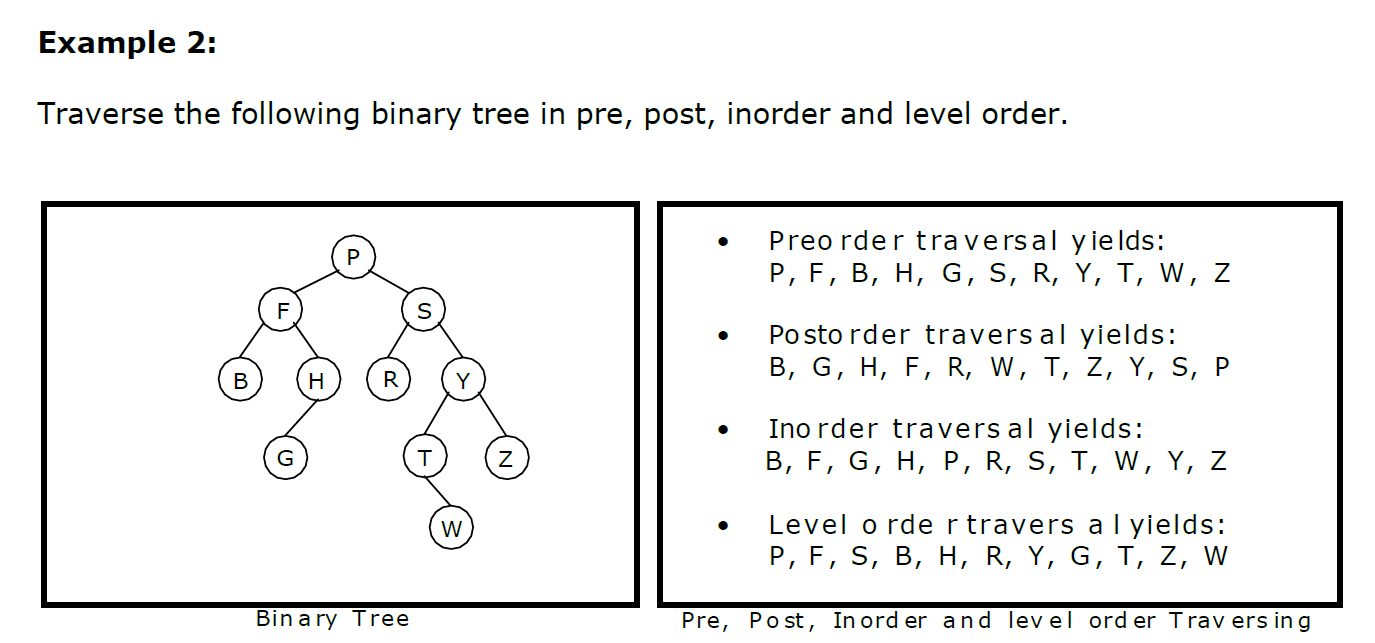 Example 2:
Traverse the following binary tree in pre, post, inorder and level order.
P
F
S
B
H
R
Y
G
T
Z
W
Binary Tree
• Preorder traversal yields:
P, F, B, H, G, S, R, Y, T, W, Z
• Postorder traversal yields:
B, G, H, F, R, W, T, Z, Y, S, P
• Inorder traversal yields:
B, F, G, H, P, R, S, T, W, Y, Z
• Level order traversal yields:
P, F, S, B, H, R, Y, G, T, Z, W
Pre, Post, Inorder and level order Traversing